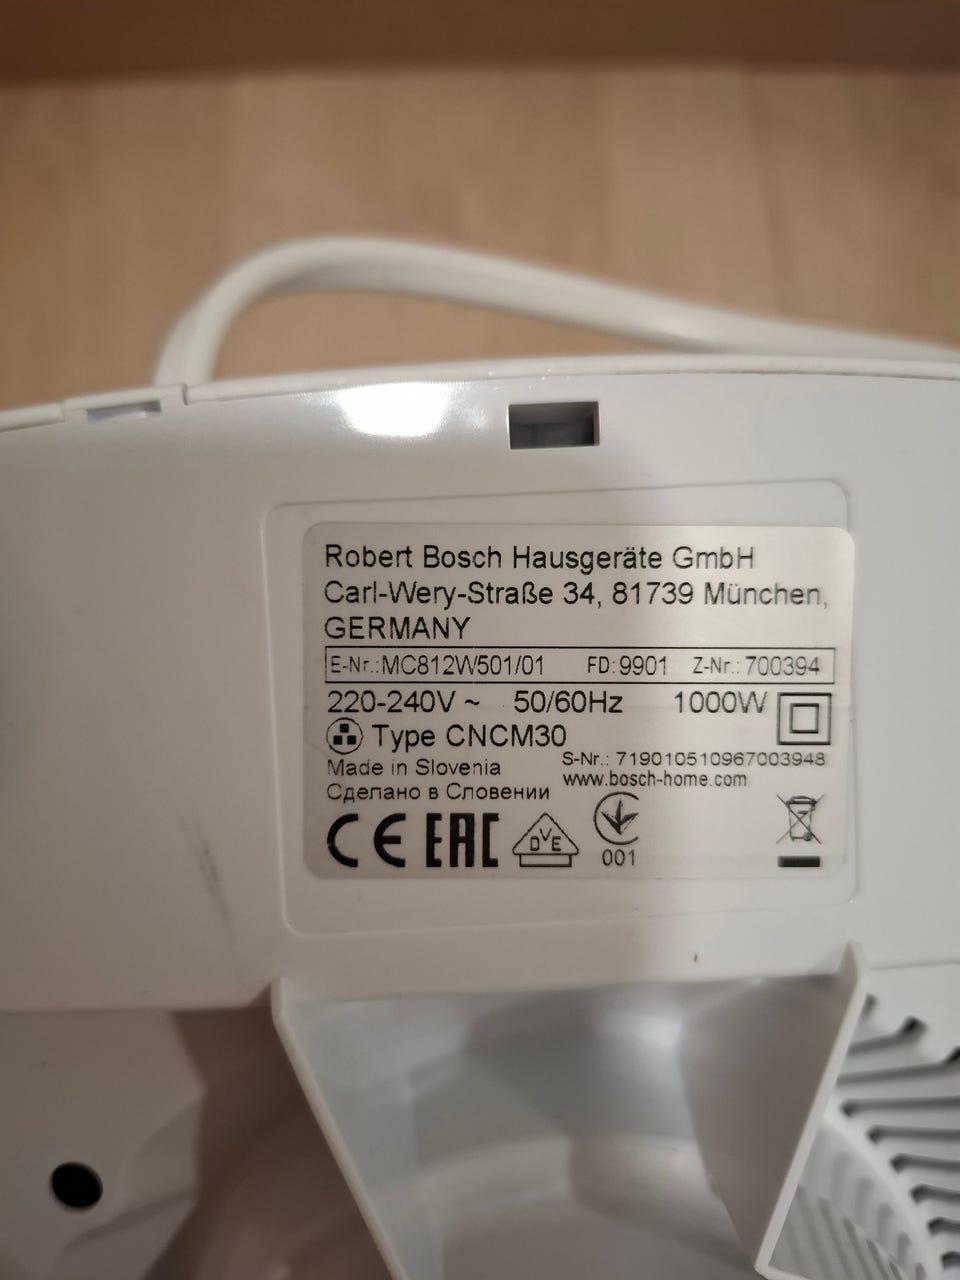 Robert Bosch Hausgeräte GmbH
Carl-Wery-Straße 34, 81739 München,
GERMANY
E-Nr.:MC812W501/01 FD:9901 Z-Nr.: 700394
220-240V ~ 50/60Hz 1000W
Type CNCM30
Made in Slovenia S-Nr.: 719010510967003948
Сделано в Словении www.bosch-home.com
CE EAC DVE 001